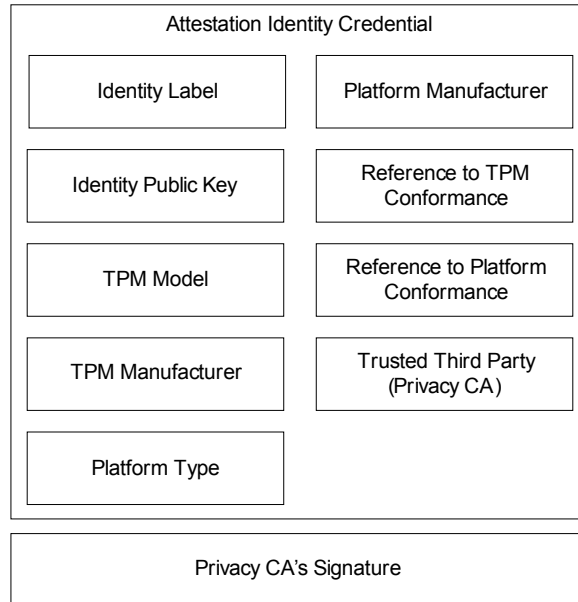 Attestation Identity Credential
Identity Label
Platform Manufacturer
Identity Public Key
Reference to TPM
Conformance
TPM Model
Reference to Platform
Conformance
TPM Manufacturer
Trusted Third Party
(Privacy CA)
Platform Type
Privacy CA’s Signature